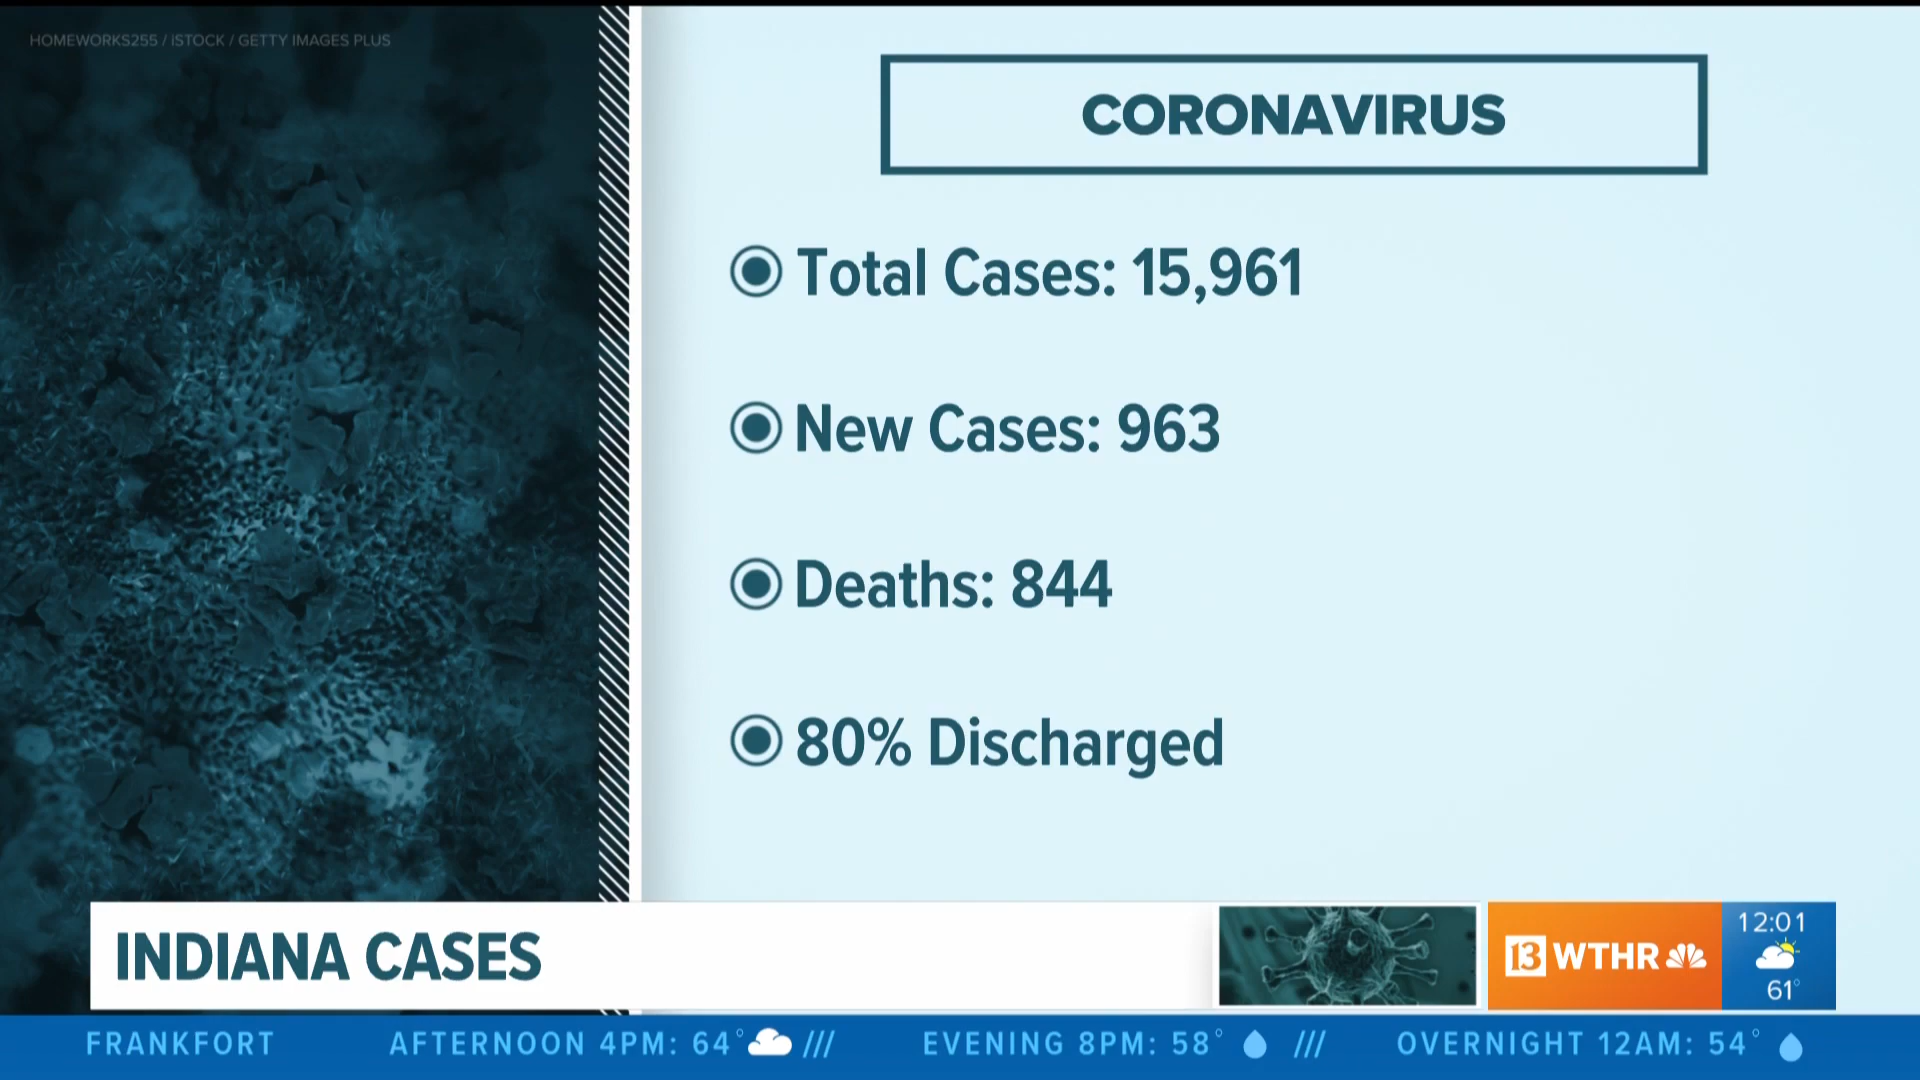 HOMEWORKS255 / iSTOCK / GETTY IMAGES PLUS
CORONAVIRUS
Total Cases: 15,961
New Cases: 963
Deaths: 844
80% Discharged
INDIANA CASES
13 WTHR
12:01
61°
FRANKFORT AFTERNOON 4PM: 64° /// EVENING 8PM: 58° /// OVERNIGHT 12AM: 54°